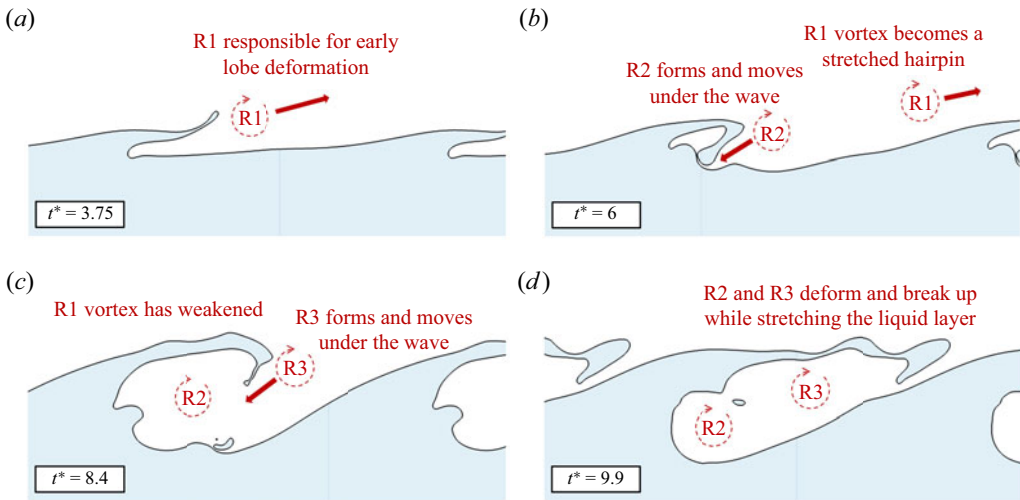 (a)
R1 responsible for early
lobe deformation
R1
t* = 3.75
(b)
R1 vortex becomes a
stretched hairpin
R2 forms and moves
under the wave
R1
R2
t* = 6
(c)
R1 vortex has weakened
R3 forms and moves
under the wave
R3
R2
t* = 8.4
(d)
R2 and R3 deform and break up
while stretching the liquid layer
R3
R2
t* = 9.9